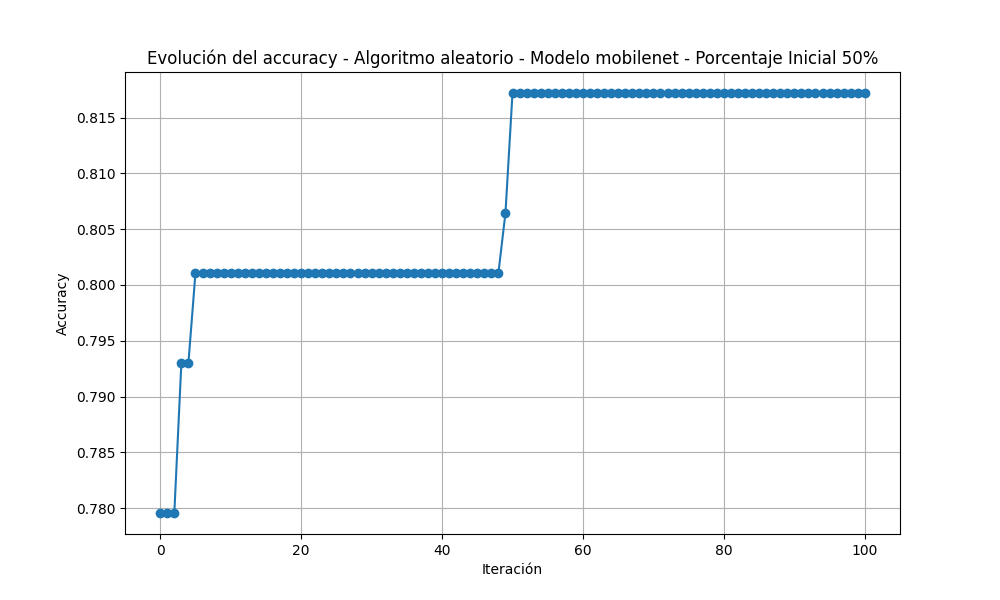 Evolución del accuracy - Algoritmo aleatorio - Modelo mobilenet - Porcentaje Inicial 50%
Accuracy
0.815
0.810
0.805
0.800
0.795
0.790
0.785
0.780
0 20 40 60 80 100
Iteración